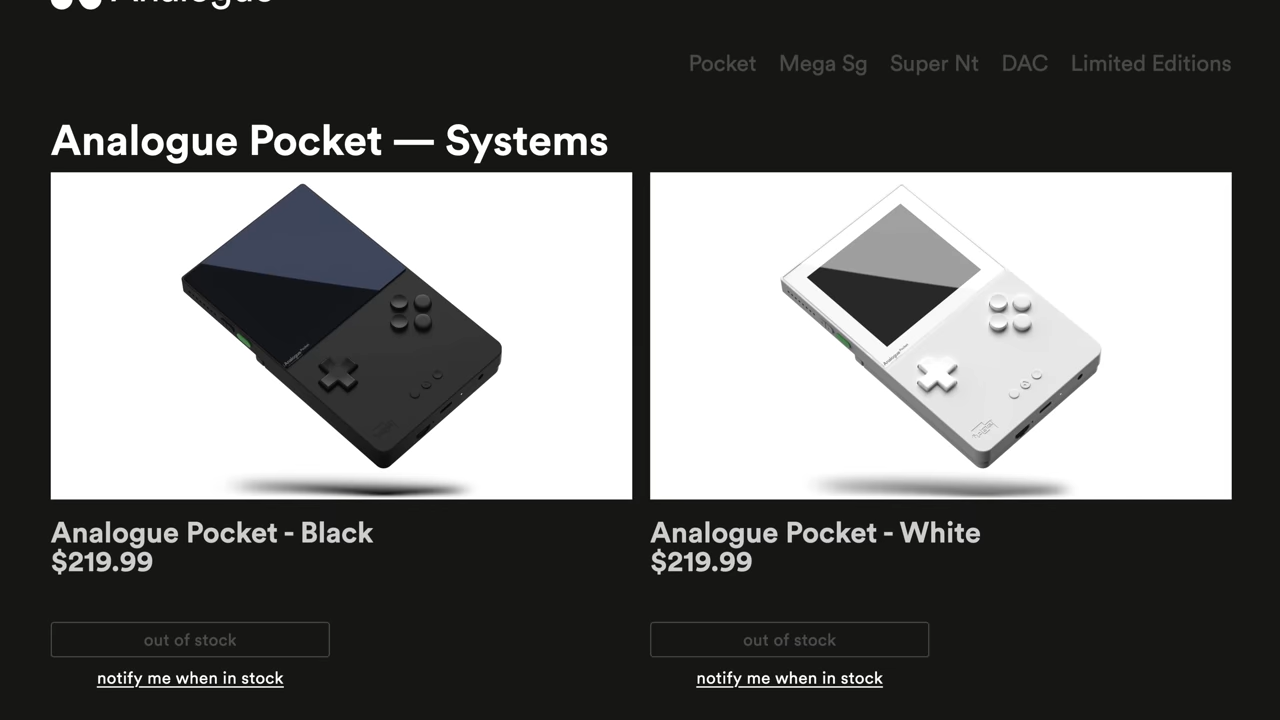 Analogue
Pocket Mega Sg Super Nt DAC Limited Editions
Analogue Pocket — Systems
Analogue Pocket - Black
$219.99
out of stock
notify me when in stock
Analogue Pocket - White
$219.99
out of stock
notify me when in stock